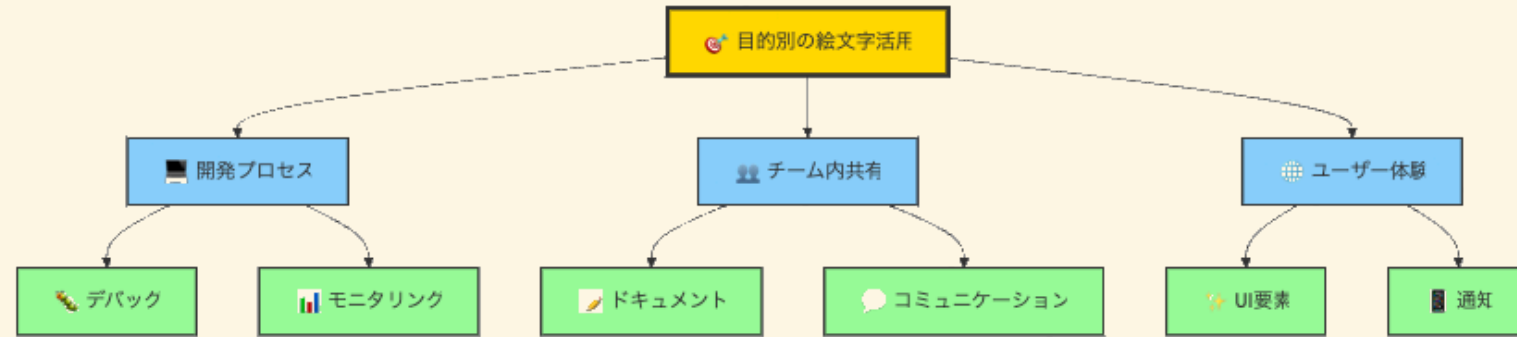 🎯 目的別の絵文字活用
💻 開発プロセス
👥 チーム内共有
🌐 ユーザー体験
🐛 デバッグ
📊 モニタリング
📝 ドキュメント
💭 コミュニケーション
✨ UI要素
📱 通知